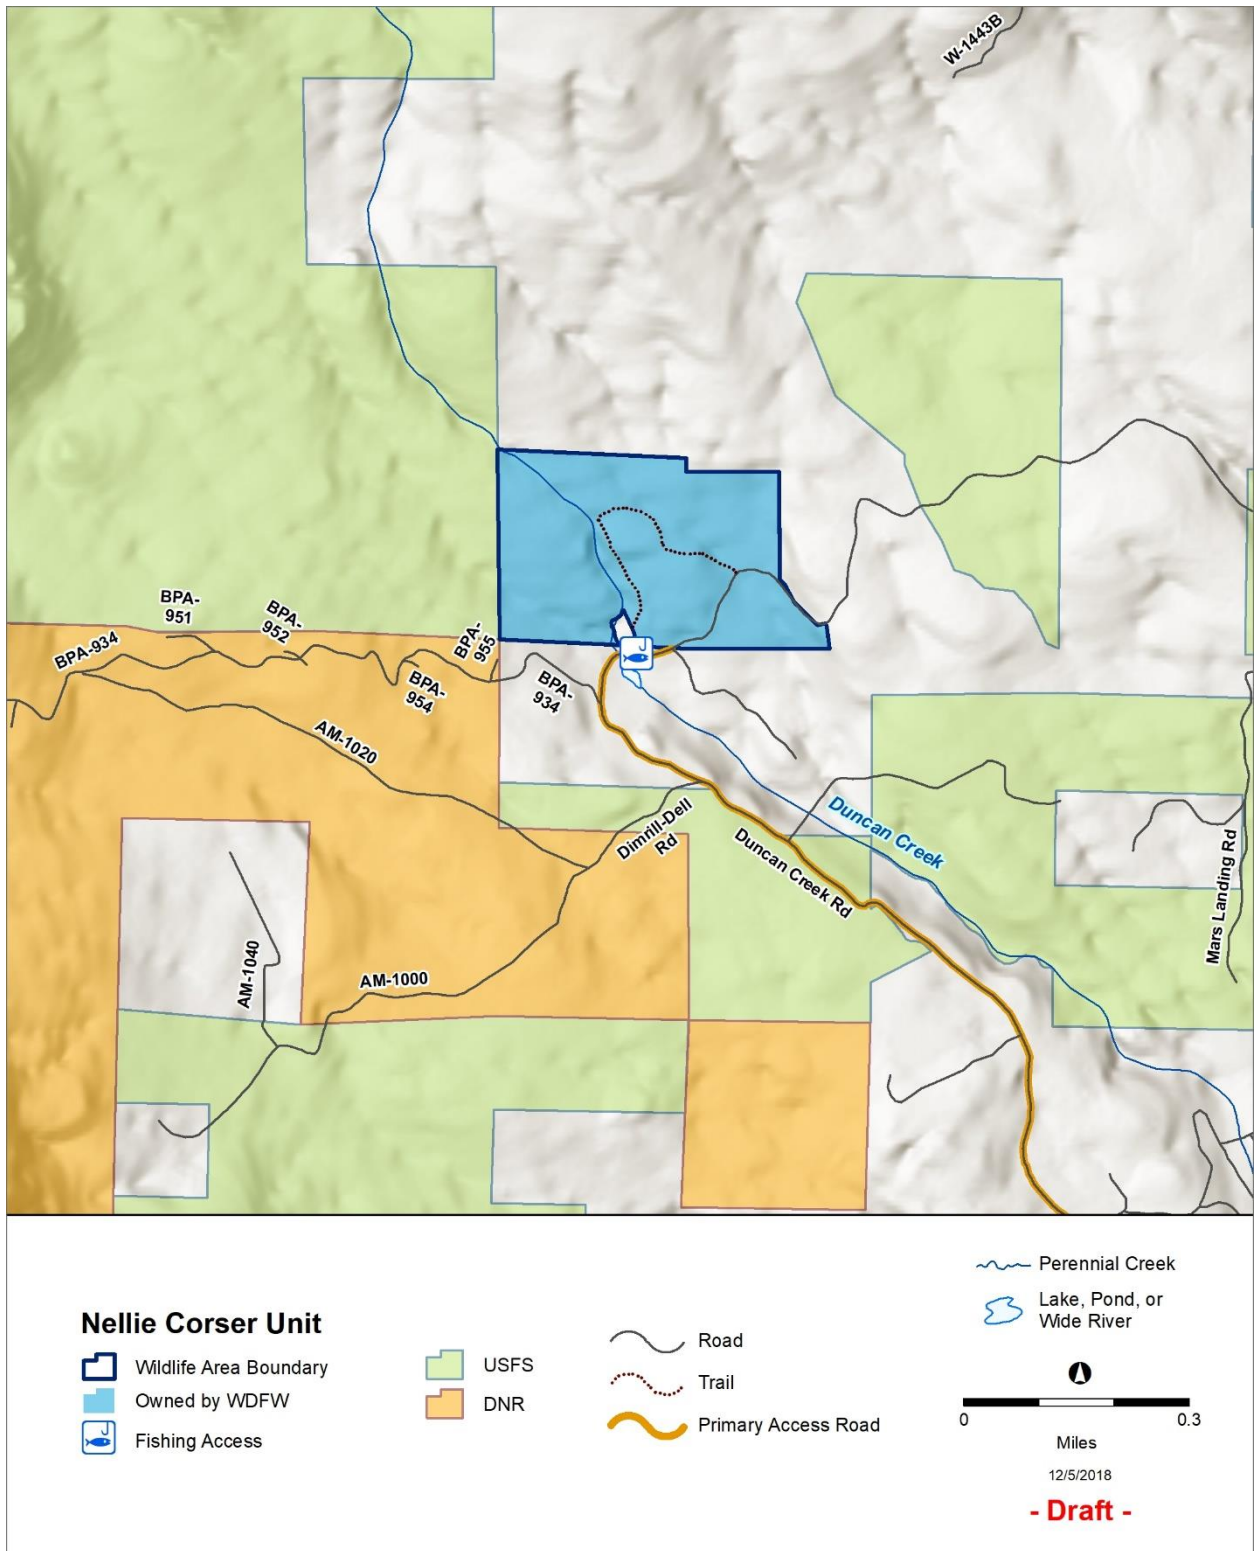 W-1443B
BPA-
951
BPA-
952
BPA-934
BPA-
955
BPA-
954
BPA-
934
AM-1020
Dimrill-Dell
Rd
Duncan Creek
Duncan Creek Rd
Mars Landing Rd
AM-1040
AM-1000
Nellie Corser Unit
Wildlife Area Boundary
Owned by WDFW
Fishing Access
USFS
DNR
Road
Trail
Primary Access Road
Perennial Creek
Lake, Pond, or
Wide River
0 0.3
Miles
12/5/2018
- Draft -